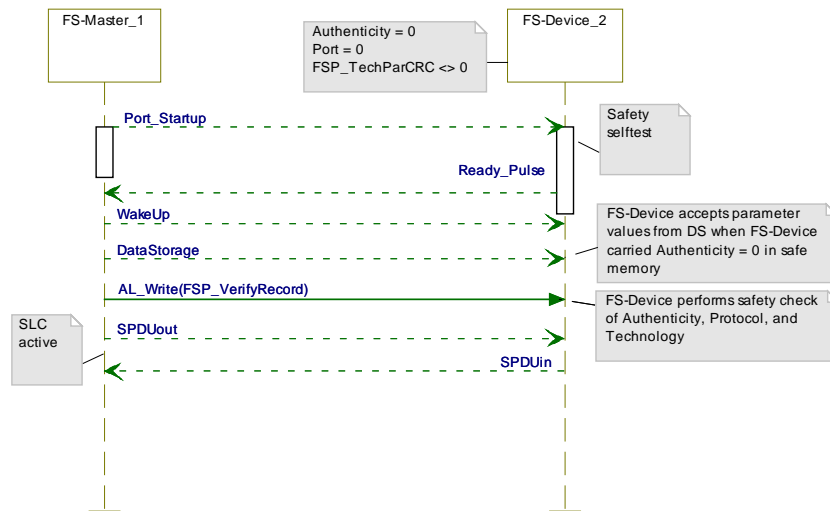 FS-Master_1
FS-Device_2
Authenticity = 0
Port = 0
FSP_TechParCRC <> 0
Port_Startup
Safety
selftest
Ready_Pulse
WakeUp
FS-Device accepts parameter
values from DS when FS-Device
carried Authenticity = 0 in safe
memory
DataStorage
AL_Write(FSP_VerifyRecord)
FS-Device performs safety check
of Authenticity, Protocol, and
Technology
SLC
active
SPDUout
SPDUin